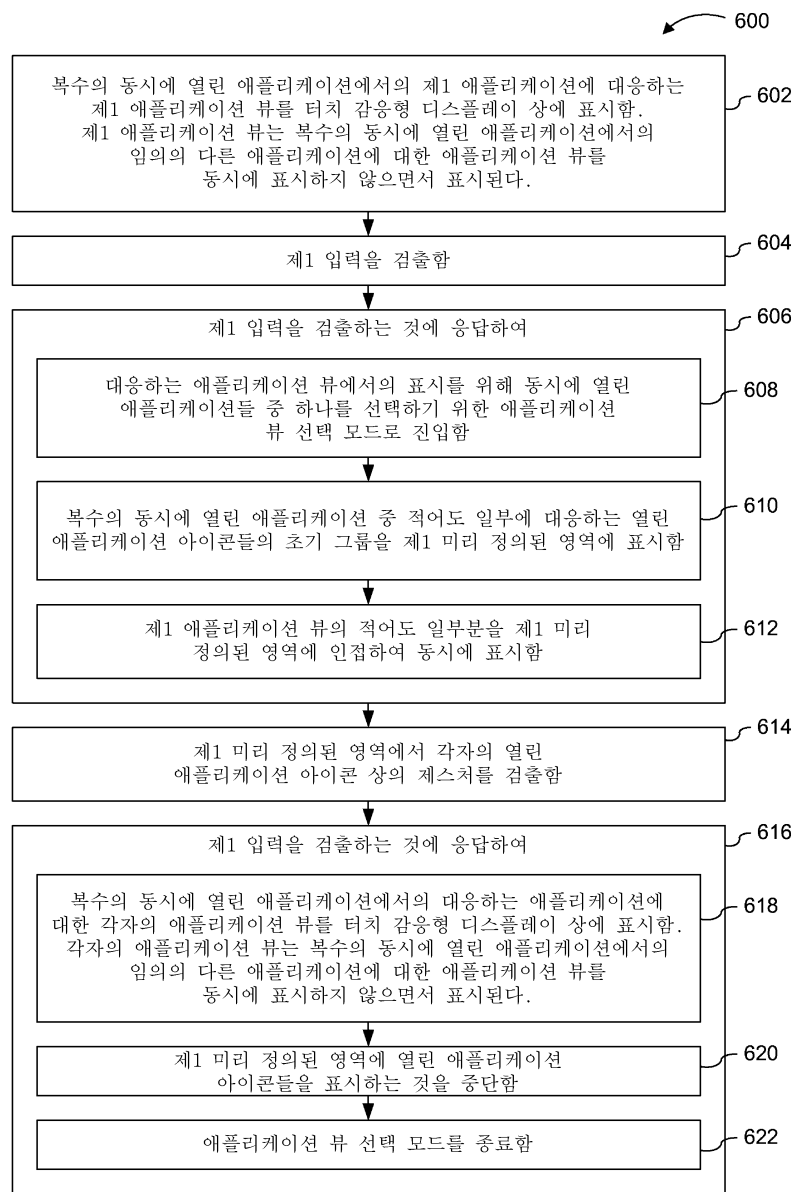 600
복수의 동시에 열린 애플리케이션에서의 제1 애플리케이션에 대응하는
제1 애플리케이션 뷰를 터치 감응형 디스플레이 상에 표시함.
제1 애플리케이션 뷰는 복수의 동시에 열린 애플리케이션에서의
임의의 다른 애플리케이션에 대한 애플리케이션 뷰를
동시에 표시하지 않으면서 표시된다.
602
제1 입력을 검출함
604
제1 입력을 검출하는 것에 응답하여
606
대응하는 애플리케이션 뷰에서의 표시를 위해 동시에 열린
애플리케이션들 중 하나를 선택하기 위한 애플리케이션
뷰 선택 모드로 진입함
608
복수의 동시에 열린 애플리케이션 중 적어도 일부에 대응하는 열린
애플리케이션 아이콘들의 초기 그룹을 제1 미리 정의된 영역에 표시함
610
제1 애플리케이션 뷰의 적어도 일부분을 제1 미리
정의된 영역에 인접하여 동시에 표시함
612
제1 미리 정의된 영역에서 각자의 열린
애플리케이션 아이콘 상의 제스처를 검출함
614
제1 입력을 검출하는 것에 응답하여
616
복수의 동시에 열린 애플리케이션에서의 대응하는 애플리케이션에
대한 각자의 애플리케이션 뷰를 터치 감응형 디스플레이 상에 표시함.
각자의 애플리케이션 뷰는 복수의 동시에 열린 애플리케이션에서의
임의의 다른 애플리케이션에 대한 애플리케이션 뷰를
동시에 표시하지 않으면서 표시된다.
618
제1 미리 정의된 영역에 열린 애플리케이션
아이콘들을 표시하는 것을 중단함
620
애플리케이션 뷰 선택 모드를 종료함
622